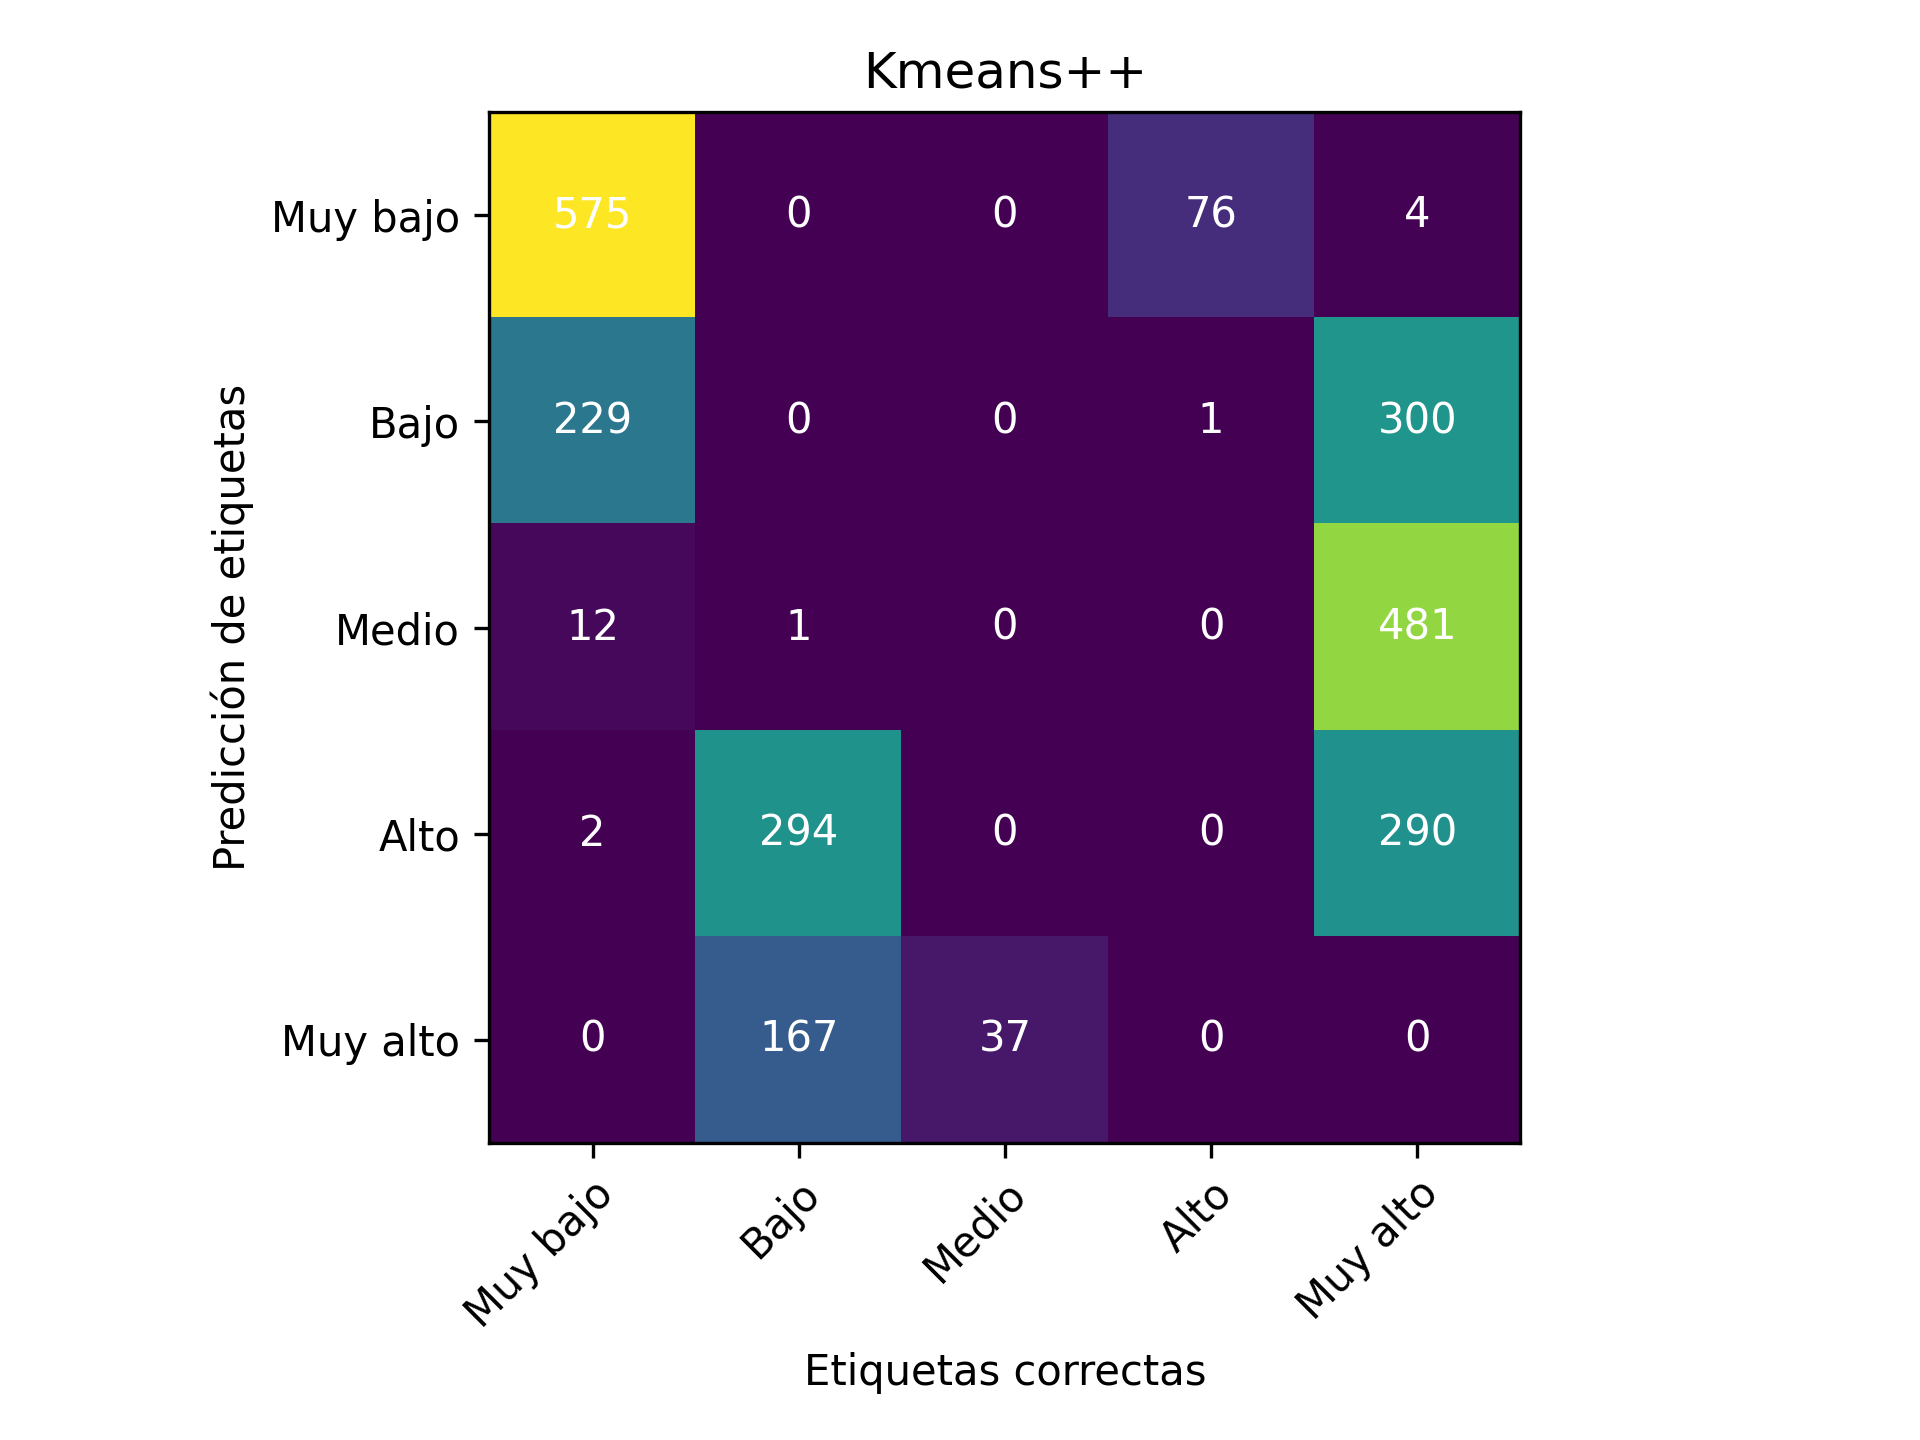 Kmeans++
Muy bajo 575 0 0 76 4
Bajo 229 0 0 1 300
Medio 12 1 0 0 481
Alto 2 294 0 0 290
Muy alto 0 167 37 0 0
Predicción de etiquetas
Muy bajo Bajo Medio Alto Muy alto
Etiquetas correctas